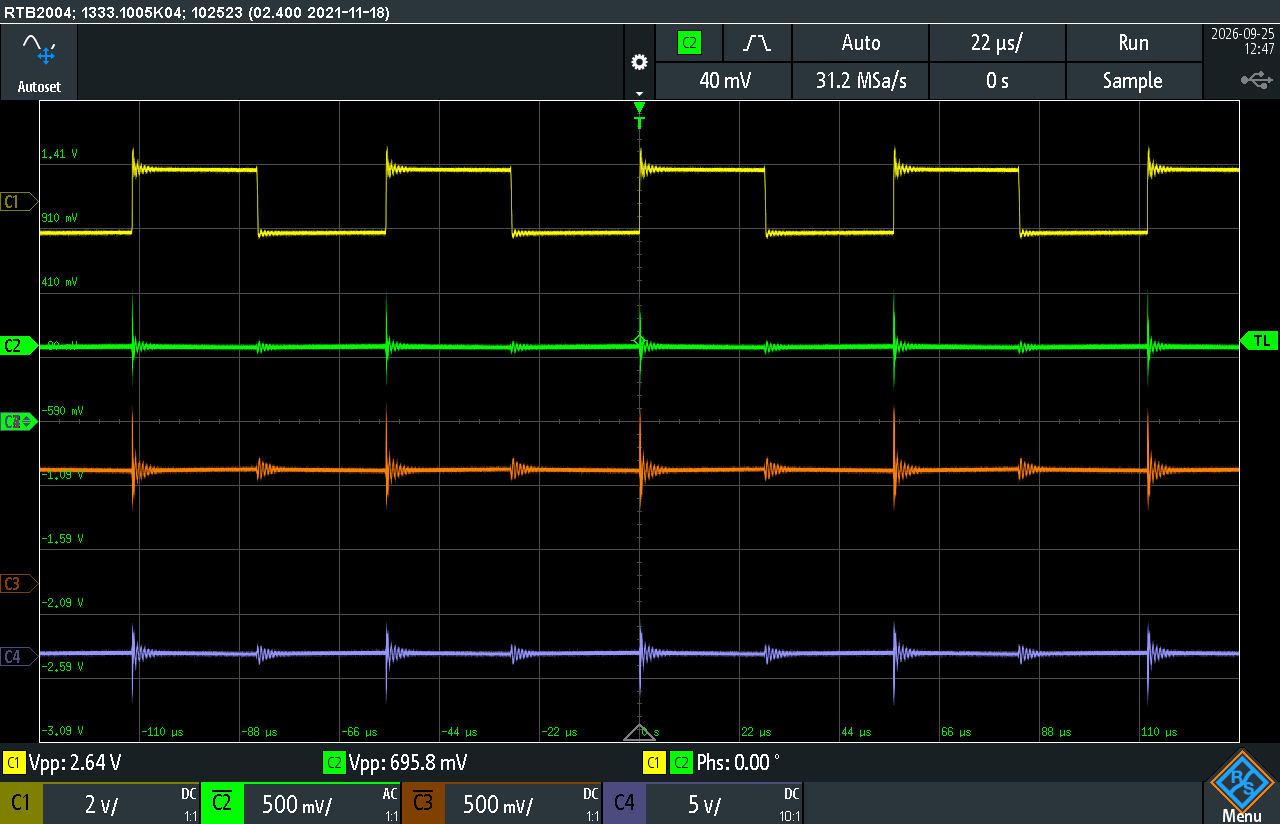 RTB2004; 1333.1005K04; 102523 (02.400 2021-11-18)
Autoset
C2
Auto
22 µs/
Run
2026-09-25
12:47
40 mV
31.2 MSa/s
0 s
Sample
T
1.41 V
C1
910 mV
410 mV
C2
TL
-590 mV
-1.09 V
-1.59 V
C3
-2.09 V
C4
-2.59 V
-3.09 V
-110 µs
-88 µs
-66 µs
-44 µs
-22 µs
0 s
22 µs
44 µs
66 µs
88 µs
110 µs
C1 Vpp: 2.64 V
C2 Vpp: 695.8 mV
C1 C2 Phs: 0.00 °
C1 2 V/ DC 1:1
C2 500 mV/ AC 1:1
C3 500 mV/ DC 1:1
C4 5 V/ DC 10:1
R S
Menu